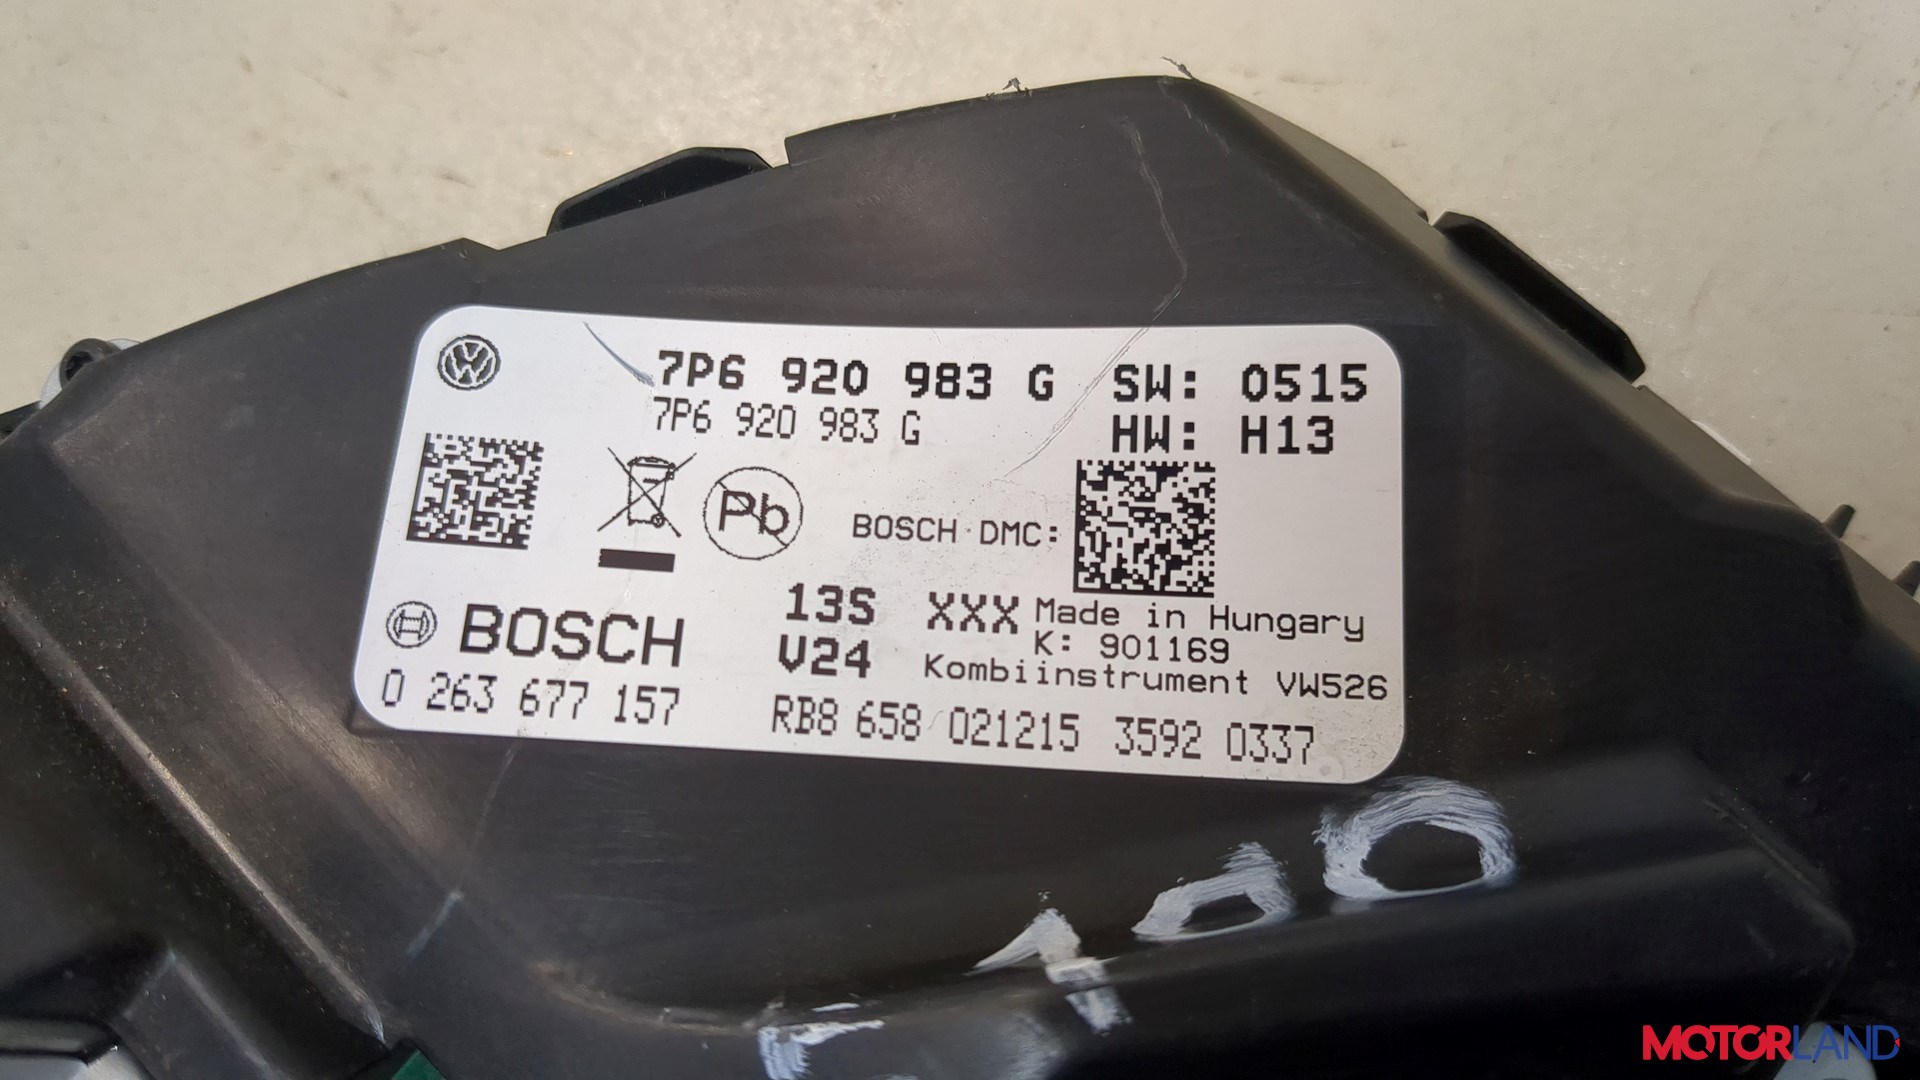 7P6 920 983 G SW: 0515
7P6 920 983 G HW: H13
Pb
BOSCH DMC:
BOSCH 13S XXX Made in Hungary
V24 K: 901169
Kombiinstrument VW526
0 263 677 157 RB8 658 021215 3592 0337
MOTORLAND